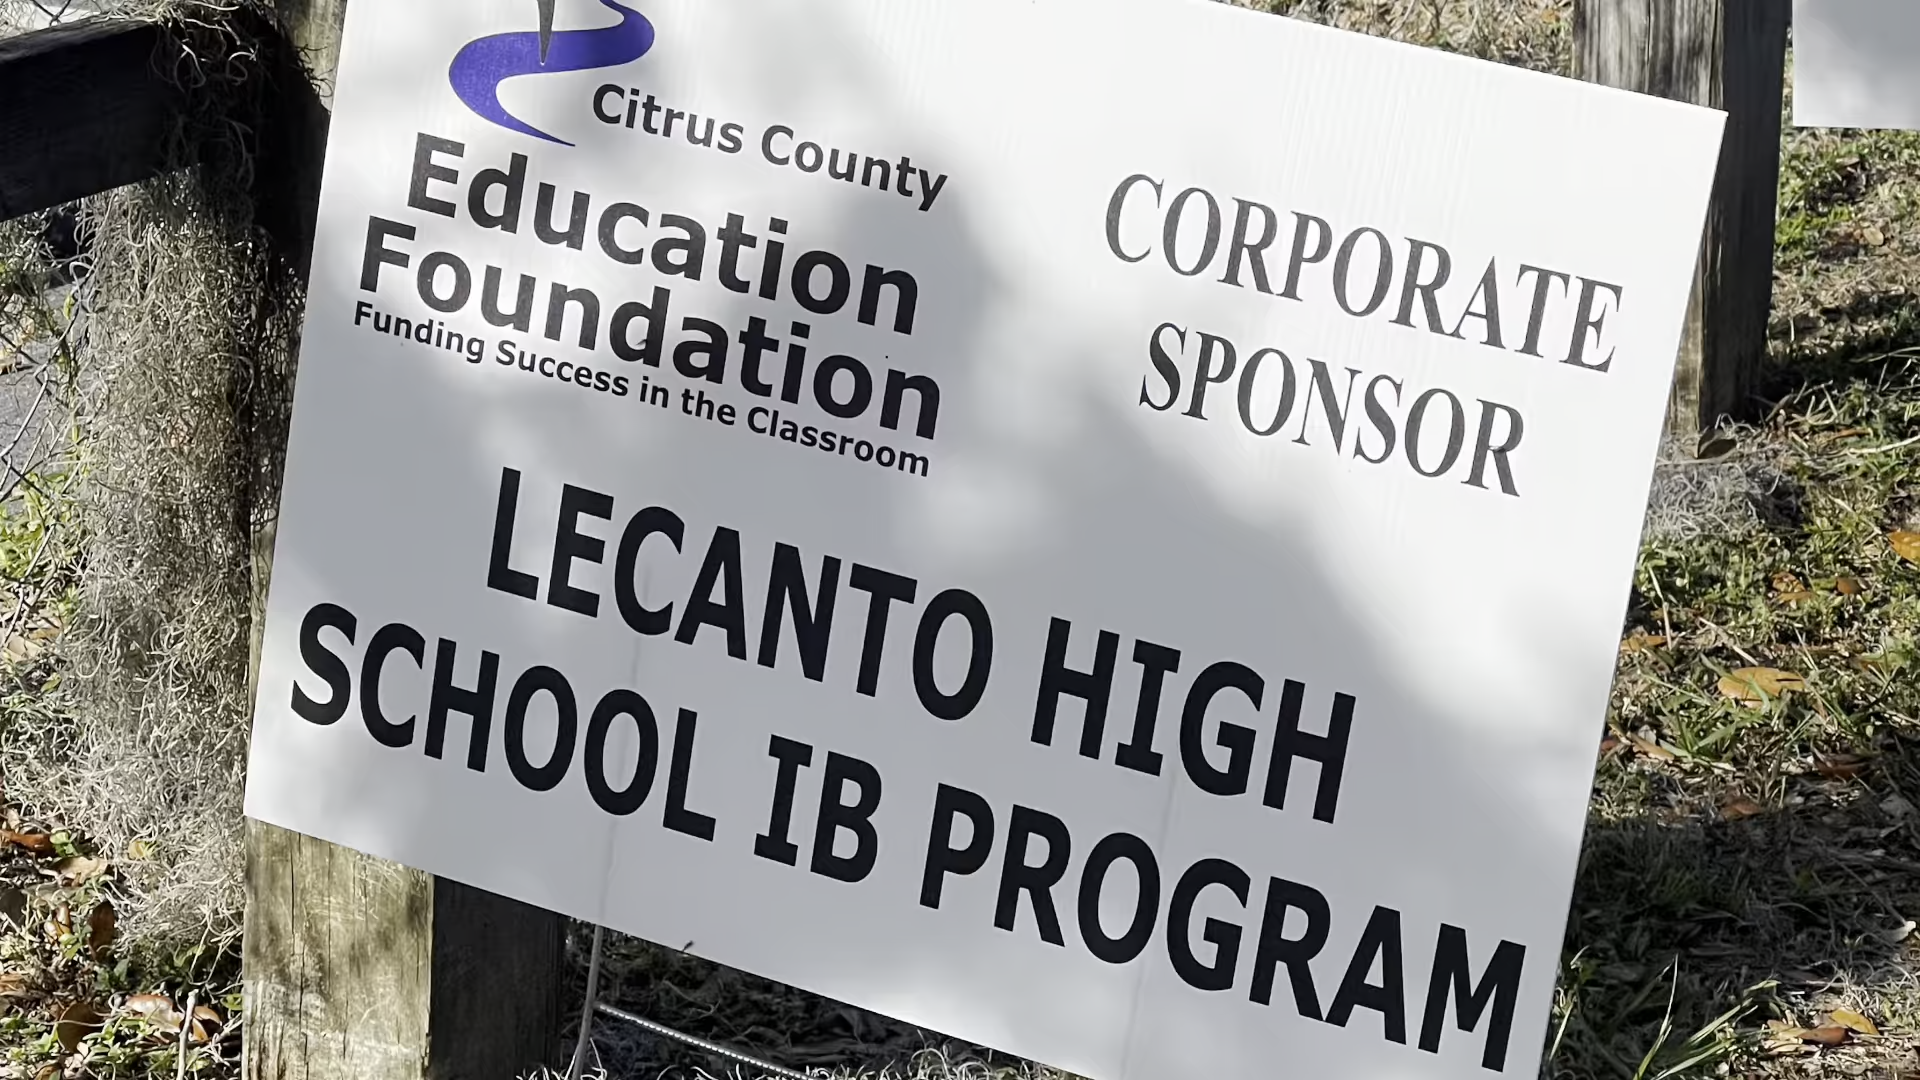 Citrus County
Education
Foundation
Funding Success in the Classroom
CORPORATE
SPONSOR
LECANTO HIGH
SCHOOL IB PROGRAM